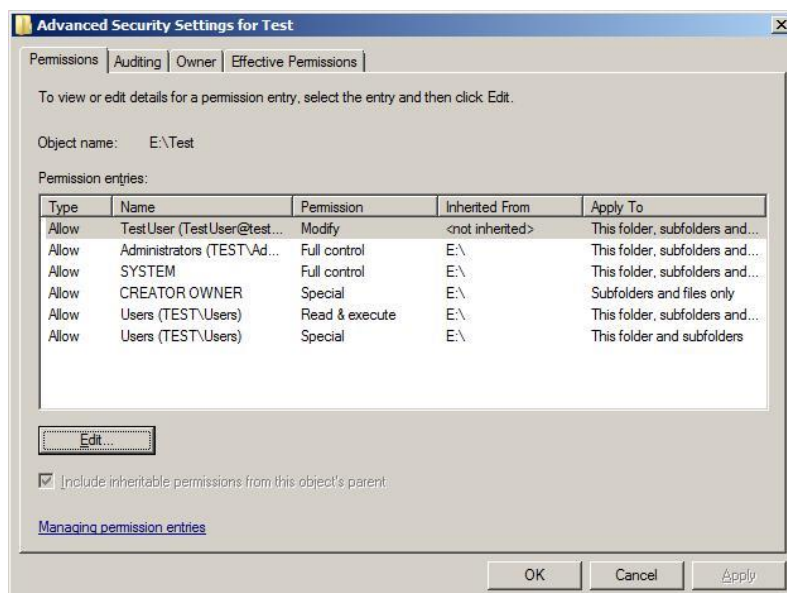 Advanced Security Settings for Test
Permissions Auditing Owner Effective Permissions
To view or edit details for a permission entry, select the entry and then click Edit.
Object name: E:\Test
Permission entries:
Type Name Permission Inherited From Apply To
Allow TestUser (TestUser@test... Modify <not inherited> This folder, subfolders and...
Allow Administrators (TEST\Ad... Full control E:\ This folder, subfolders and...
Allow SYSTEM Full control E:\ This folder, subfolders and...
Allow CREATOR OWNER Special E:\ Subfolders and files only
Allow Users (TEST\Users) Read & execute E:\ This folder, subfolders and...
Allow Users (TEST\Users) Special E:\ This folder and subfolders
Edit...
Include inheritable permissions from this object's parent
Managing permission entries
OK Cancel Apply